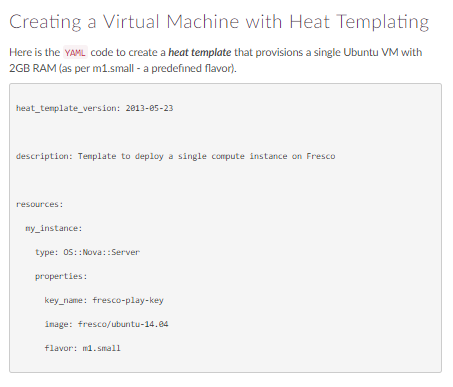 Creating a Virtual Machine with Heat Templating
Here is the YAML code to create a heat template that provisions a single Ubuntu VM with
2GB RAM (as per m1.small - a predefined flavor).
heat_template_version: 2013-05-23
description: Template to deploy a single compute instance on Fresco
resources:
  my_instance:
    type: OS::Nova::Server
    properties:
      key_name: fresco-play-key
      image: fresco/ubuntu-14.04
      flavor: m1.small